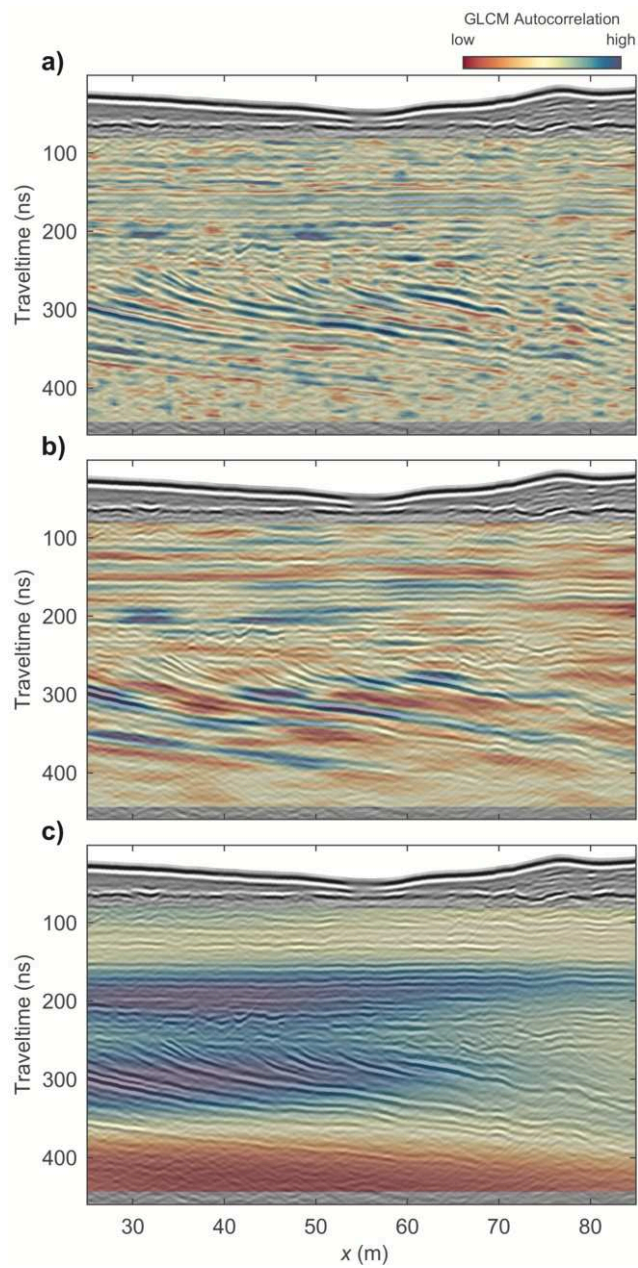 GLCM Autocorrelation
low high
a)
100
200
300
400
Traveltime (ns)
b)
100
200
300
400
Traveltime (ns)
c)
100
200
300
400
Traveltime (ns)
30 40 50 60 70 80
x (m)